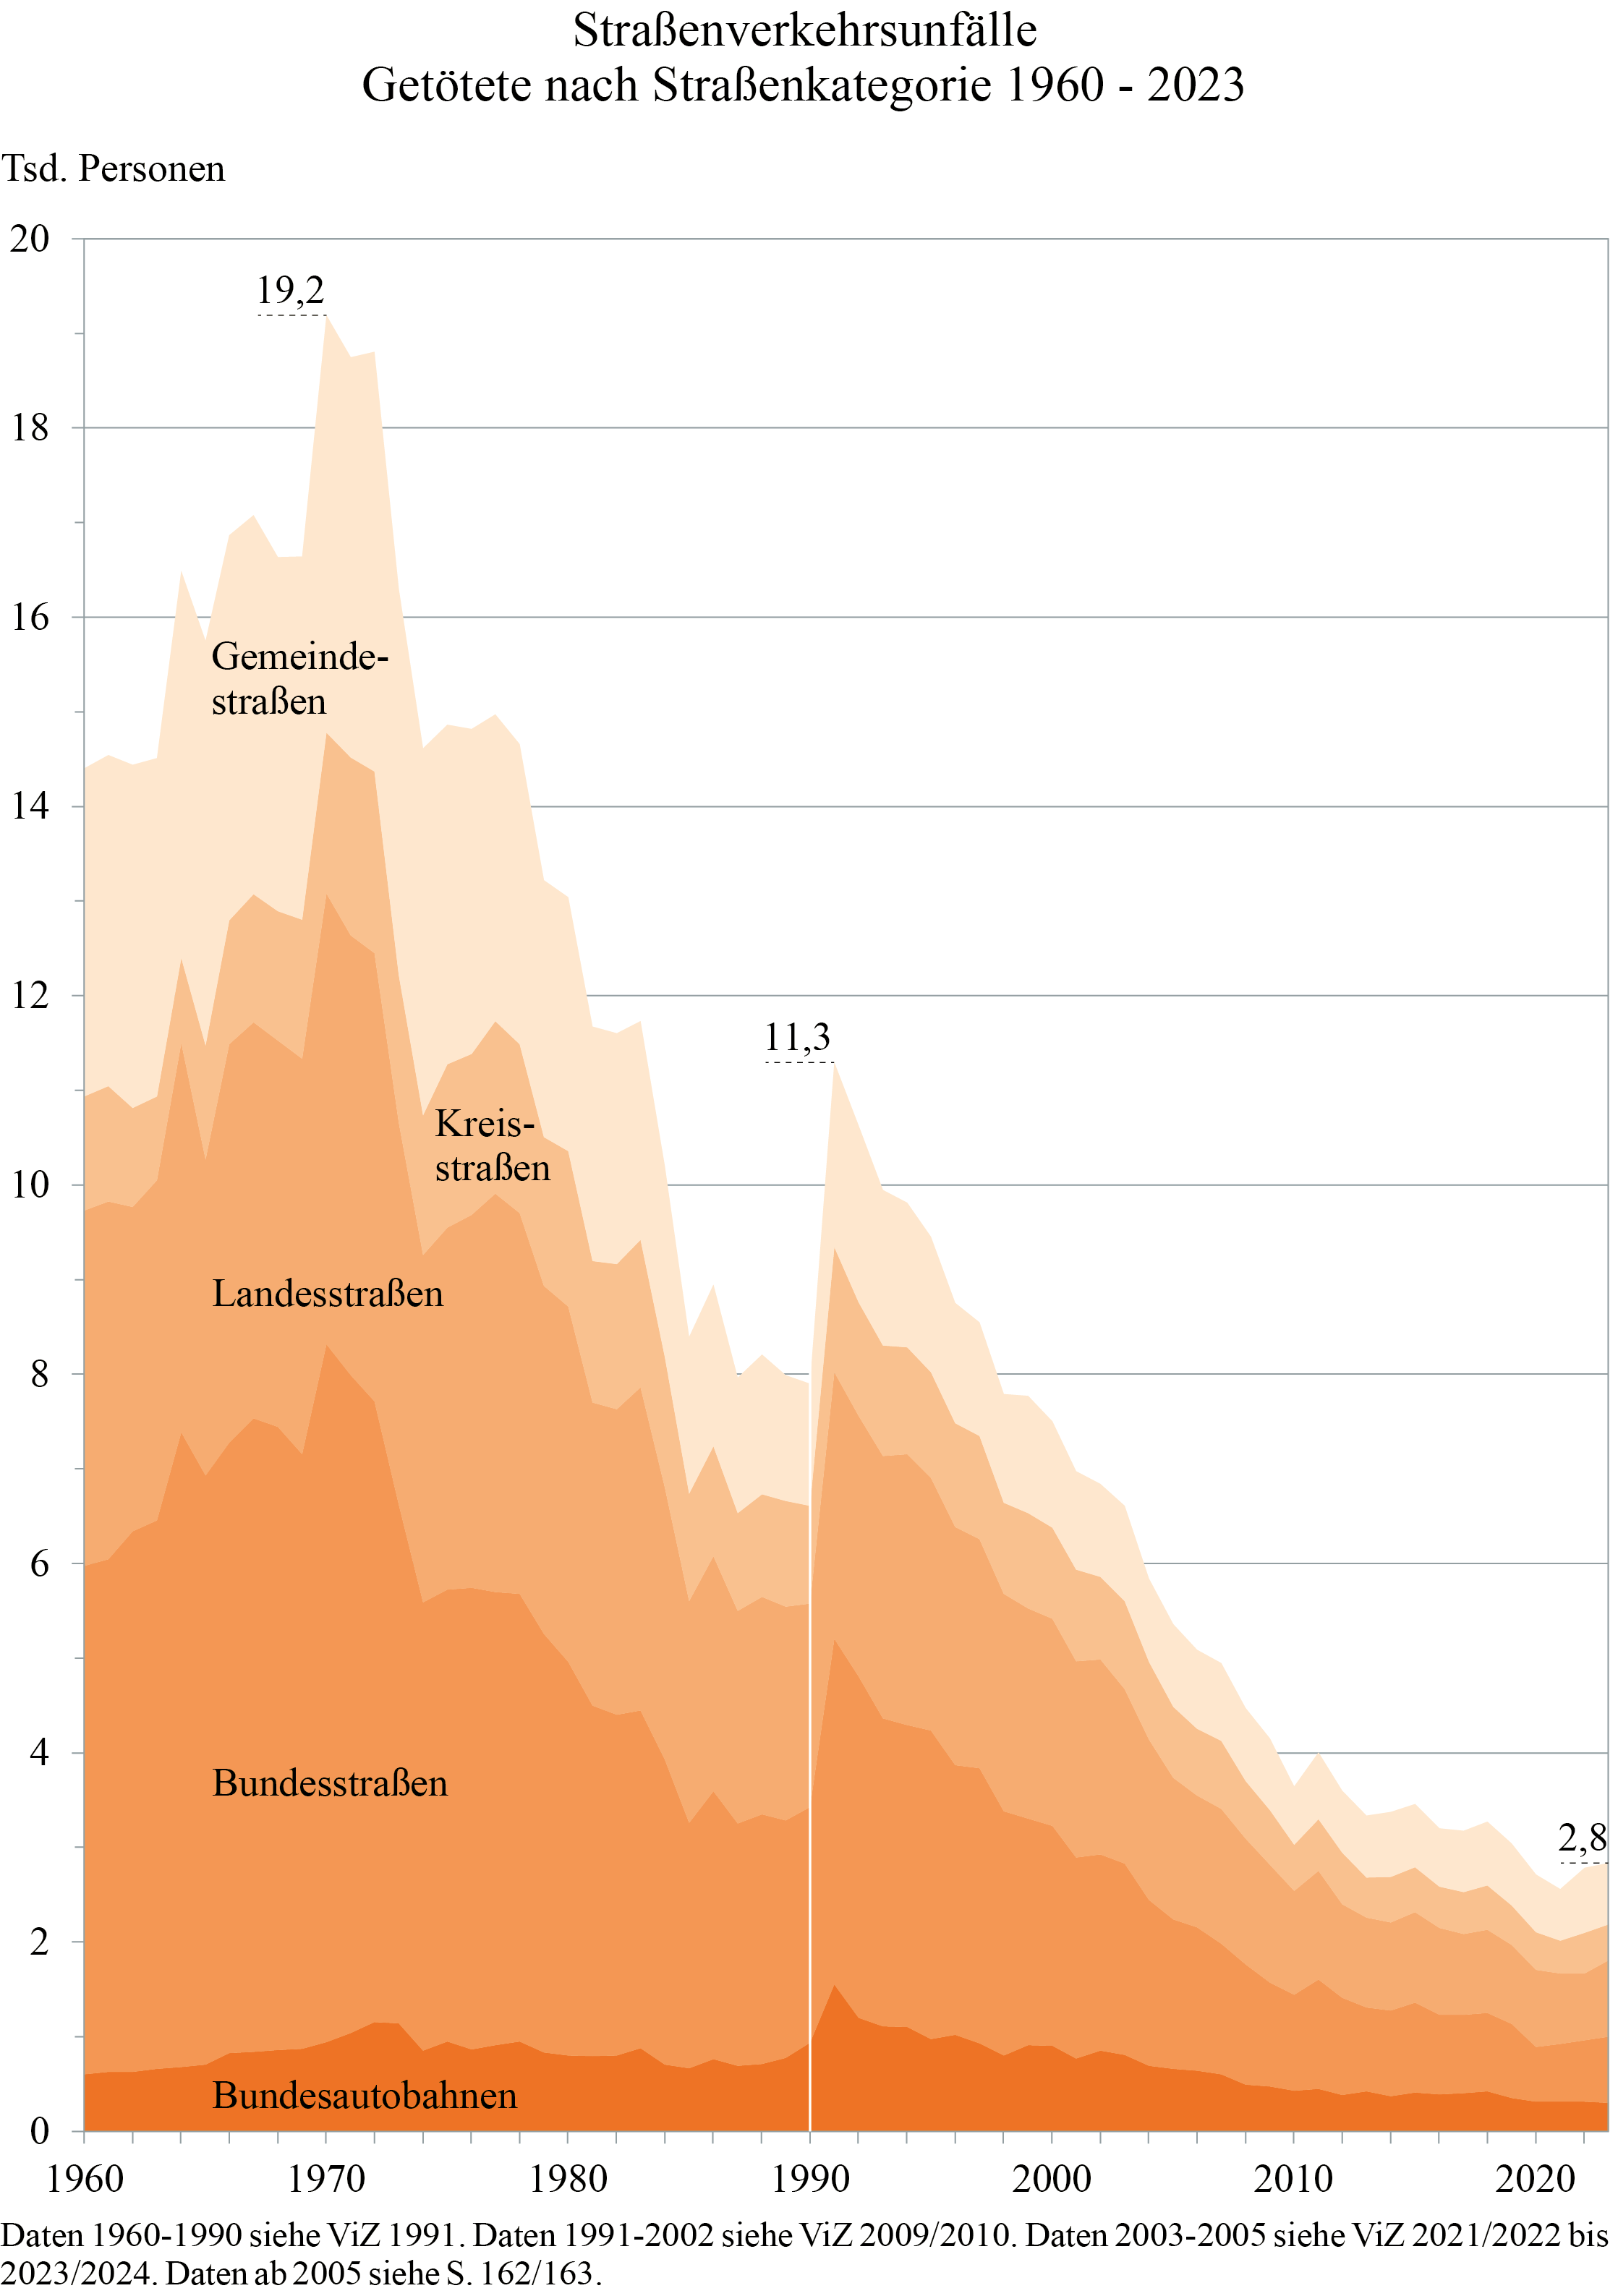 Straßenverkehrsunfälle
Getötete nach Straßenkategorie 1960 - 2023
Tsd. Personen
20
19,2
18
16
Gemeinde-
straßen
14
12
11,3
Kreis-
straßen
10
Landesstraßen
8
6
4
Bundesstraßen
2,8
2
Bundesautobahnen
0
1960 1970 1980 1990 2000 2010 2020
Daten 1960-1990 siehe ViZ 1991. Daten 1991-2002 siehe ViZ 2009/2010. Daten 2003-2005 siehe ViZ 2021/2022 bis
2023/2024. Daten ab 2005 siehe S. 162/163.